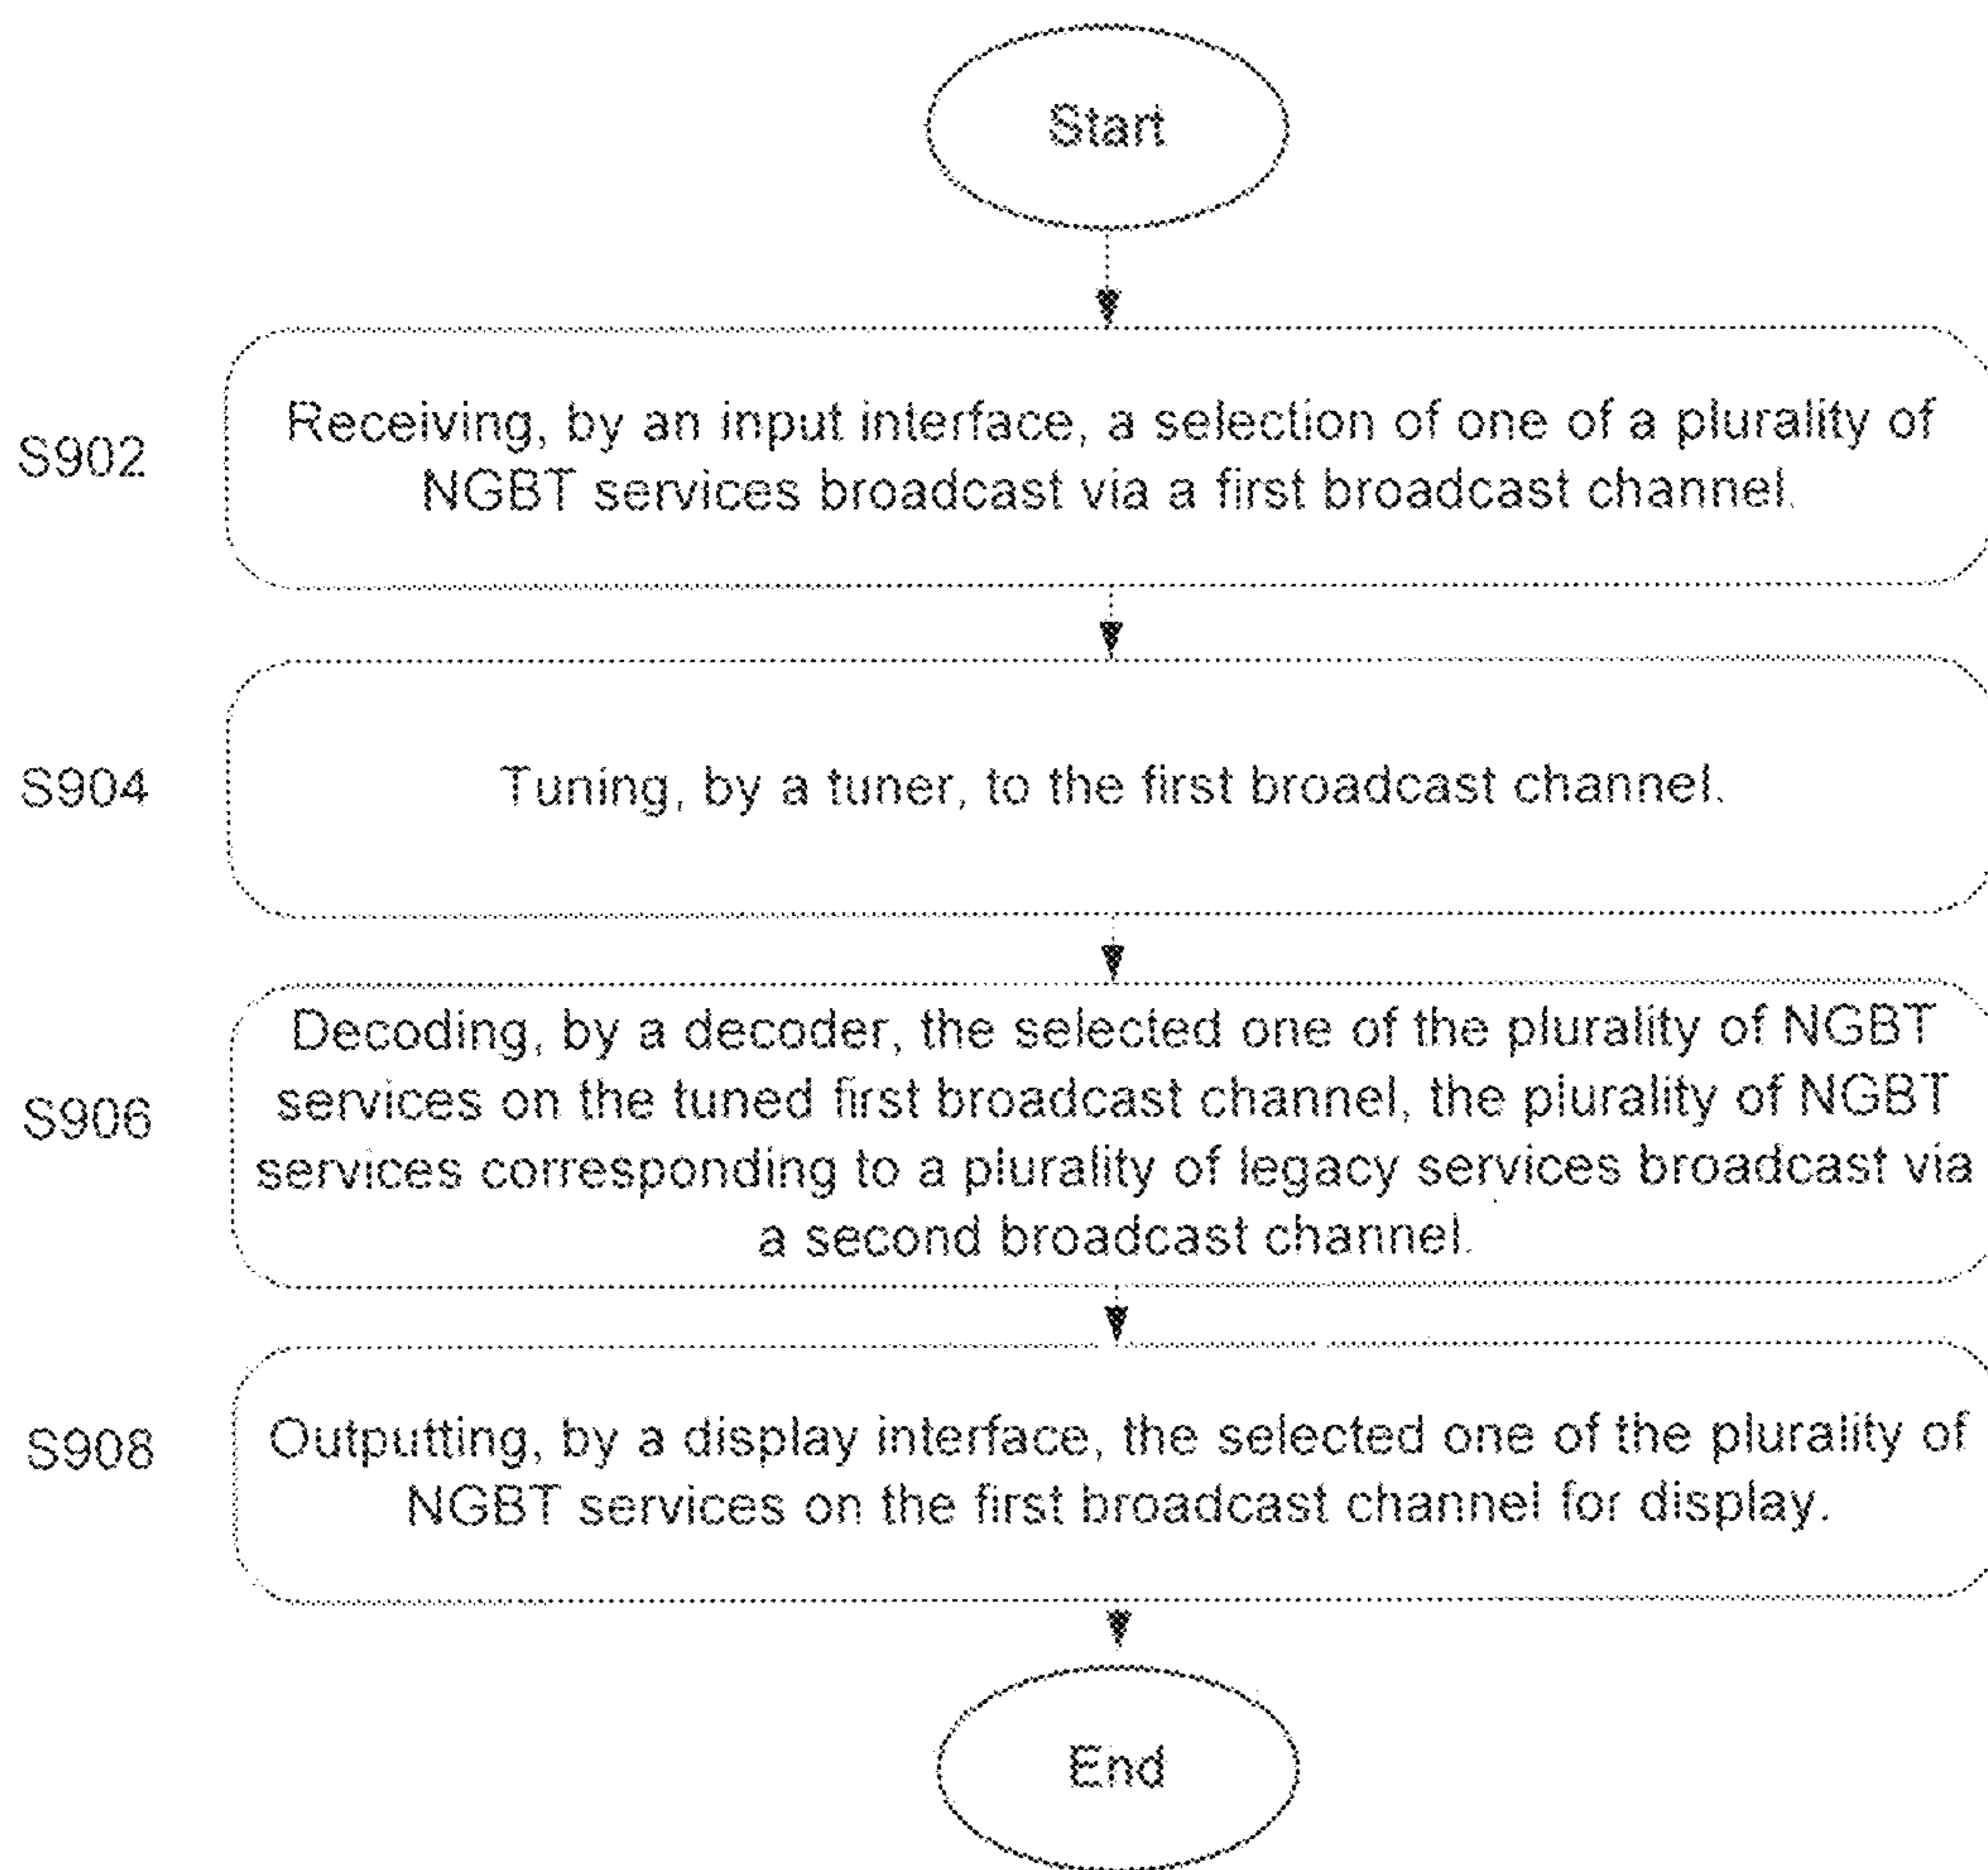 Start
S902
Receiving, by an input interface, a selection of one of a plurality of
NGBT services broadcast via a first broadcast channel.
S904
Tuning, by a tuner, to the first broadcast channel.
S906
Decoding, by a decoder, the selected one of the plurality of NGBT
services on the tuned first broadcast channel, the plurality of NGBT
services corresponding to a plurality of legacy services broadcast via
a second broadcast channel.
S908
Outputting, by a display interface, the selected one of the plurality of
NGBT services on the first broadcast channel for display.
End